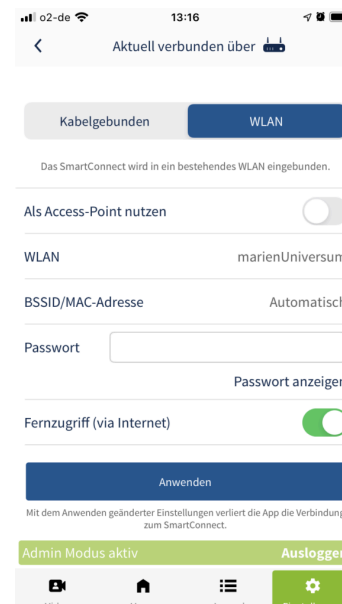 o2-de 13:16
Aktuell verbunden über
Kabelgebunden WLAN
Das SmartConnect wird in ein bestehendes WLAN eingebunden.
Als Access-Point nutzen
WLAN marienUniversum
BSSID/MAC-Adresse Automatisch
Passwort
Passwort anzeigen
Fernzugriff (via Internet)
Anwenden
Mit dem Anwenden geänderter Einstellungen verliert die App die Verbindung
zum SmartConnect.
Admin Modus aktiv Ausloggen